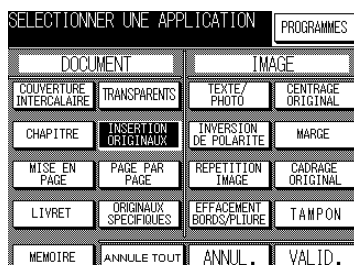 SELECTIONNER UNE APPLICATION
PROGRAMMES
DOCUMENT
IMAGE
COUVERTURE
INTERCALAIRE
TRANSPARENTS
TEXTE/
PHOTO
CENTRAGE
ORIGINAL
CHAPITRE
INSERTION
ORIGINAUX
INVERSION
DE POLARITE
MARGE
MISE EN
PAGE
PAGE PAR
PAGE
REPETITION
IMAGE
CADRAGE
ORIGINAL
LIVRET
ORIGINAUX
SPECIFIQUES
EFFACEMENT
BORDS/PLIURE
TAMPON
MEMOIRE
ANNULE TOUT
ANNUL.
VALID.